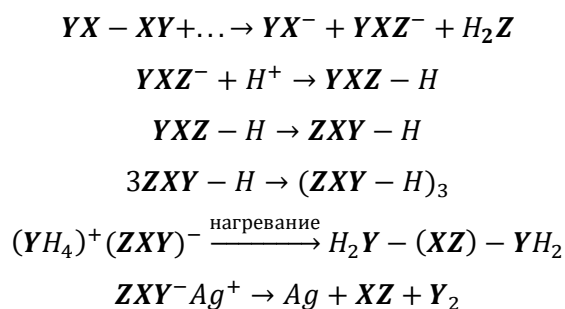 YX − XY+... → YX⁻ + YXZ⁻ + H₂Z
YXZ⁻ + H⁺ → YXZ − H
YXZ − H → ZXY − H
3ZXY − H → (ZXY − H)₃
(YH₄)⁺(ZXY)⁻ нагревание→ H₂Y − (XZ) − YH₂
ZXY⁻Ag⁺ → Ag + XZ + Y₂